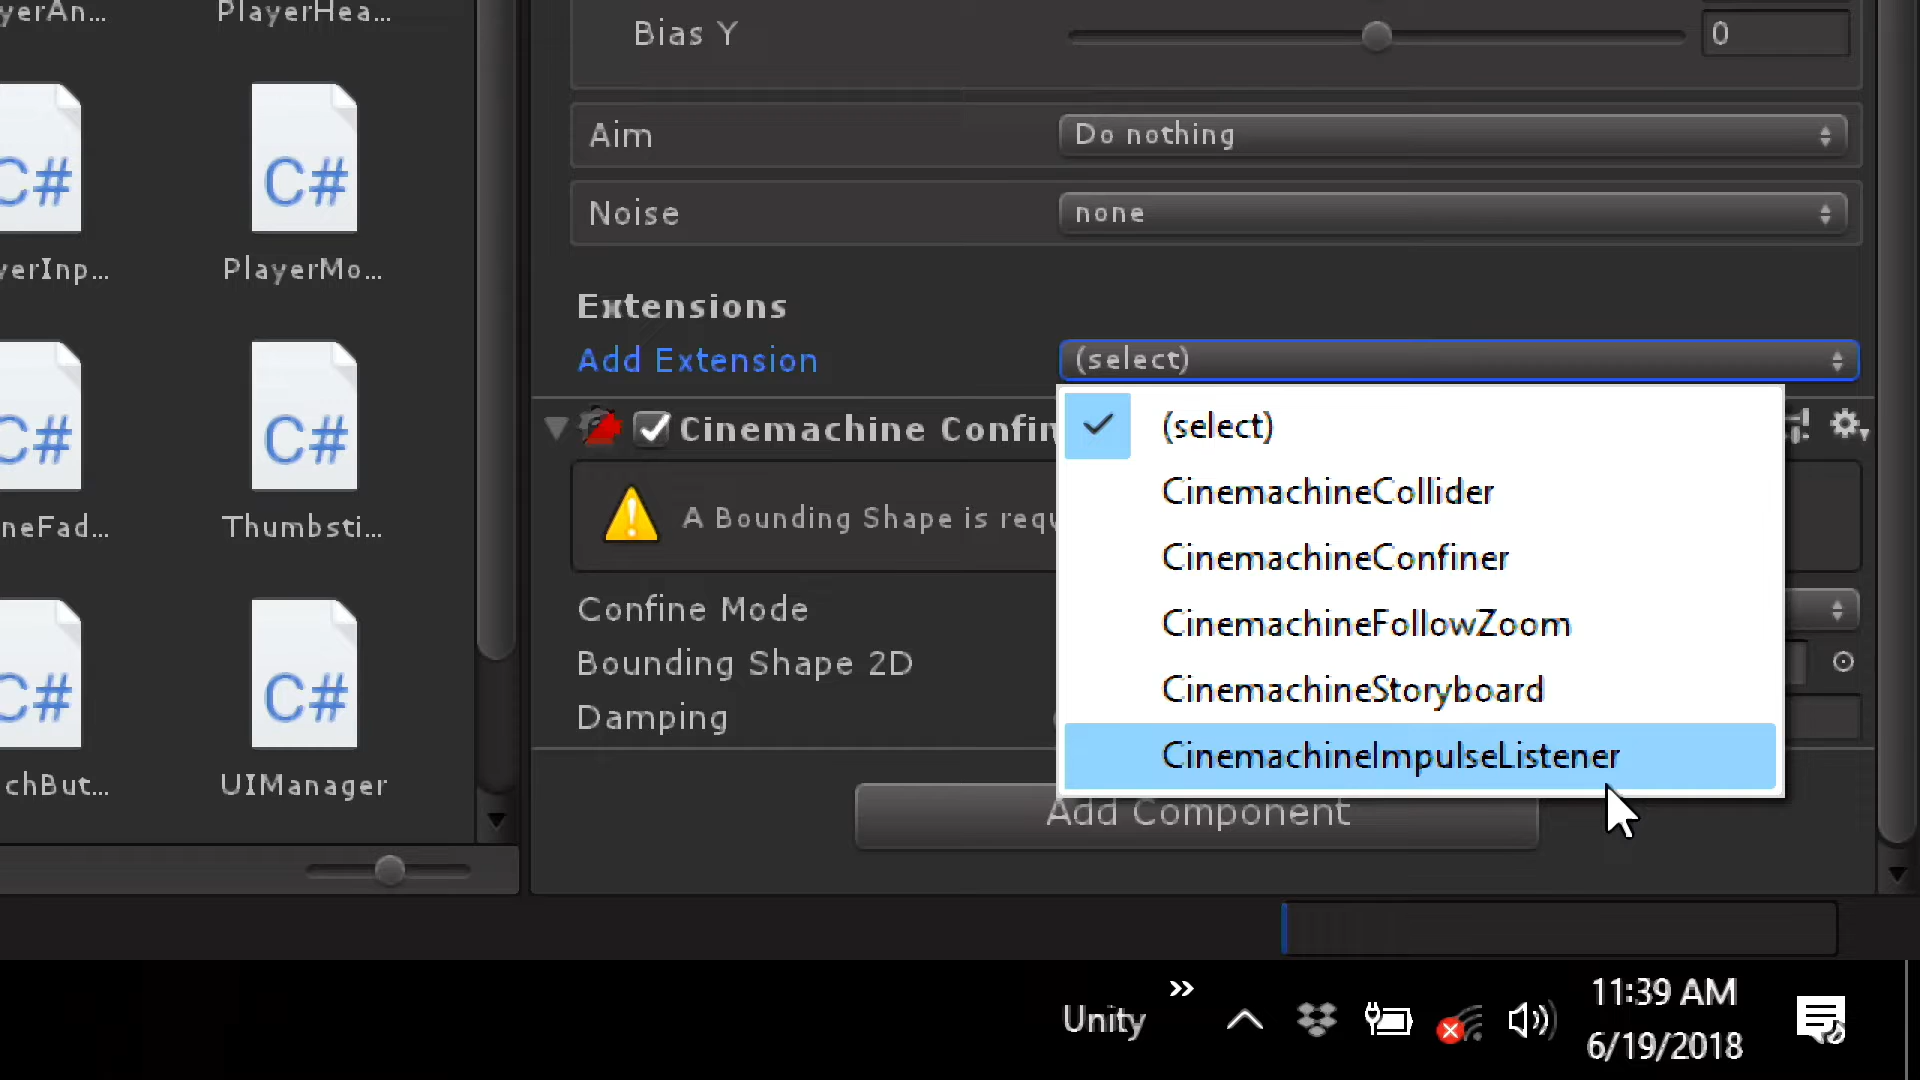 yerAn...
PlayerHea...
C#
C#
yerInp...
PlayerMo...
C#
C#
neFad...
Thumbsti...
C#
C#
chBut...
UIManager
Bias Y
0
Aim
Do nothing
Noise
none
Extensions
Add Extension
(select)
Cinemachine Confin
(select)
CinemachineCollider
A Bounding Shape is requ
CinemachineConfiner
Confine Mode
CinemachineFollowZoom
Bounding Shape 2D
CinemachineStoryboard
Damping
CinemachineImpulseListener
Add Component
Unity
11:39 AM
6/19/2018